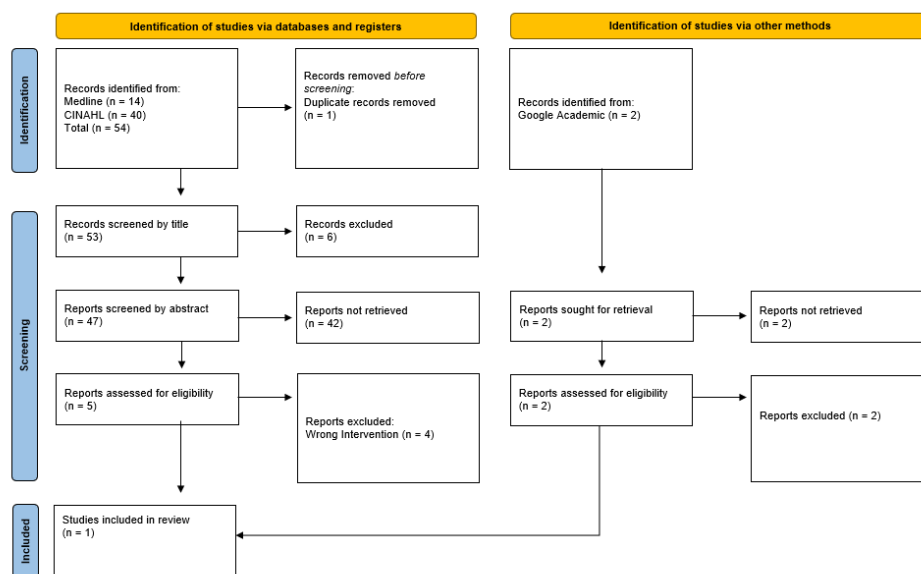 Identification of studies via databases and registers
Identification of studies via other methods
Identification
Records identified from:
Medline (n = 14)
CINAHL (n = 40)
Total (n = 54)
Records removed before
screening:
Duplicate records removed
(n = 1)
Records identified from:
Google Academic (n = 2)
Screening
Records screened by title
(n = 53)
Records excluded
(n = 6)
Reports screened by abstract
(n = 47)
Reports not retrieved
(n = 42)
Reports sought for retrieval
(n = 2)
Reports not retrieved
(n = 2)
Reports assessed for eligibility
(n = 5)
Reports excluded:
Wrong Intervention (n = 4)
Reports assessed for eligibility
(n = 2)
Reports excluded (n = 2)
Included
Studies included in review
(n = 1)